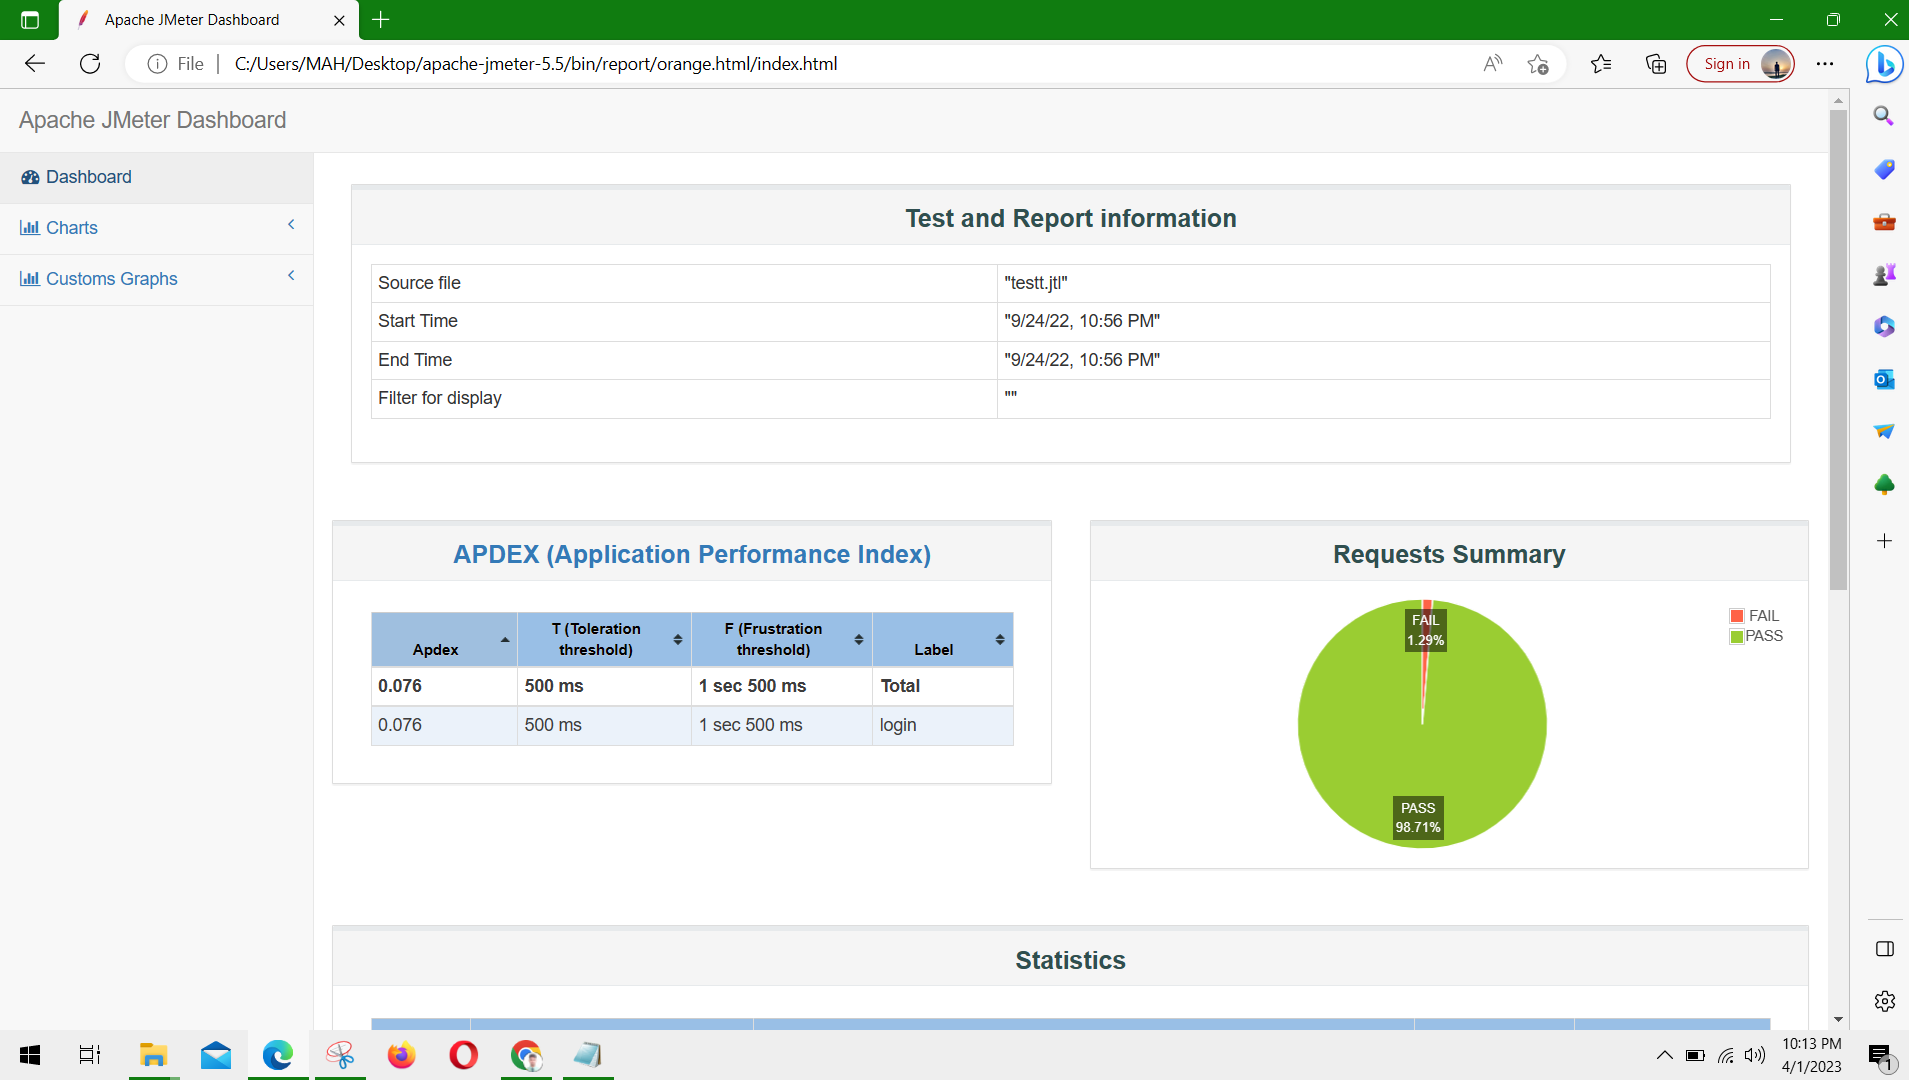 Apache JMeter Dashboard
File
C:/Users/MAH/Desktop/apache-jmeter-5.5/bin/report/orange.html/index.html
Sign in
Apache JMeter Dashboard
Dashboard
Charts
Customs Graphs
Test and Report information
Source file "testt.jtl"
Start Time "9/24/22, 10:56 PM"
End Time "9/24/22, 10:56 PM"
Filter for display ""
APDEX (Application Performance Index)
Apdex T (Toleration threshold) F (Frustration threshold) Label
0.076 500 ms 1 sec 500 ms Total
0.076 500 ms 1 sec 500 ms login
Requests Summary
FAIL
1.29%
PASS
98.71%
FAIL
PASS
Statistics
10:13 PM
4/1/2023
1